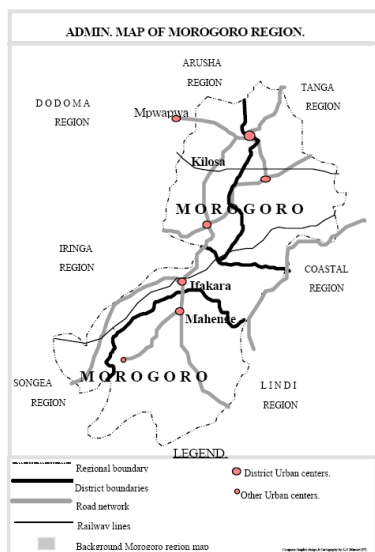 ADMIN. MAP OF MOROGORO REGION.
ARUSHA
REGION
TANGA
REGION
DODOMA
REGION
Mpwapwa
Kilosa
MOROGORO
IRINGA
REGION
COASTAL
REGION
Ifakara
Mahenge
MOROGORO
SONGEA
REGION
LINDI
REGION
LEGEND
Regional boundary
District boundaries
Road network
Railway lines
Background Morogoro region map
District Urban centers.
Other Urban centers.